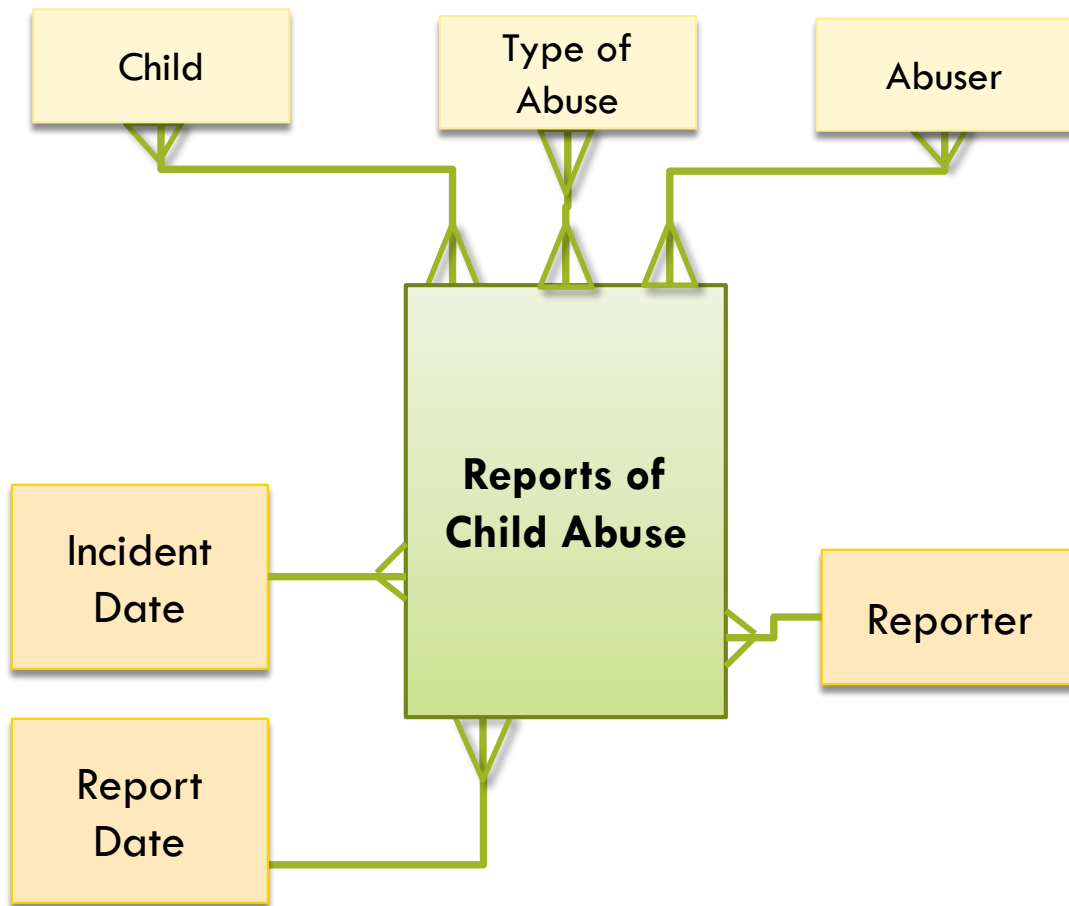 Child
Type of
Abuse
Abuser
Reports of
Child Abuse
Incident
Date
Reporter
Report
Date